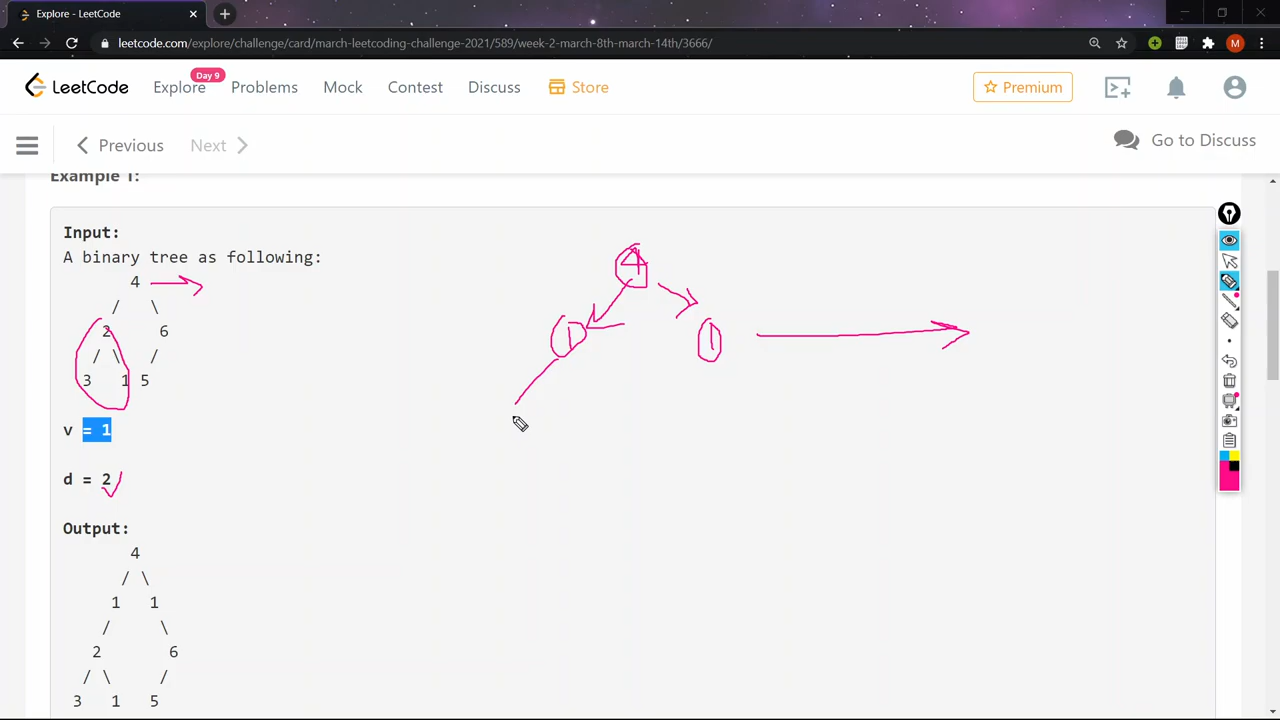 Explore - LeetCode
leetcode.com/explore/challenge/card/march-leetcoding-challenge-2021/589/week-2-march-8th-march-14th/3666/
M
LeetCode Explore Day 9 Problems Mock Contest Discuss Store Premium
Previous Next Go to Discuss
Example 1:
Input:
A binary tree as following:
4
/ \
2 6
/ \ /
3 1 5
v = 1
d = 2
Output:
4
/ \
1 1
/ \
2 6
/ \ /
3 1 5
4
1 1